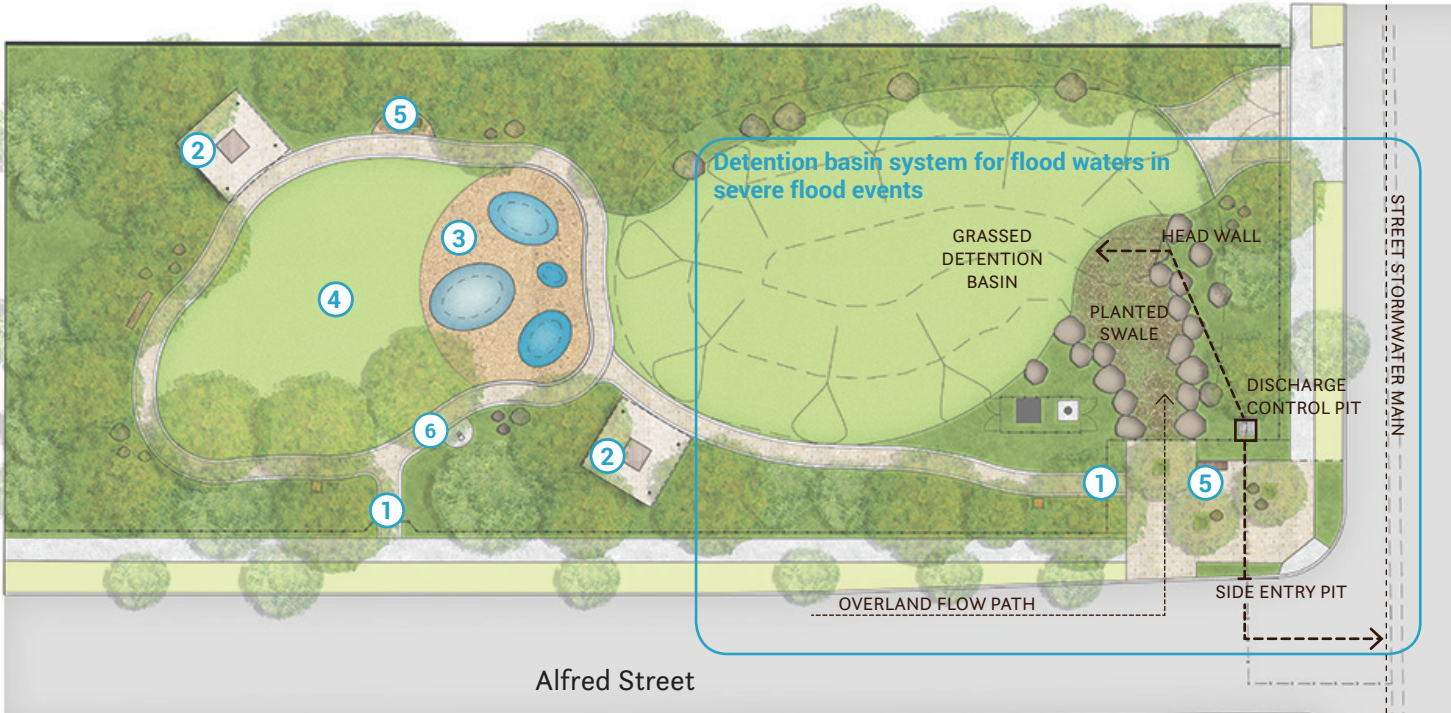 5
2
Detention basin system for flood waters in
severe flood events
3
GRASSED
DETENTION
BASIN
HEAD WALL
STREET STORMWATER MAIN
4
PLANTED
SWALE
DISCHARGE
CONTROL PIT
6
2
1
5
1
SIDE ENTRY PIT
OVERLAND FLOW PATH
Alfred Street